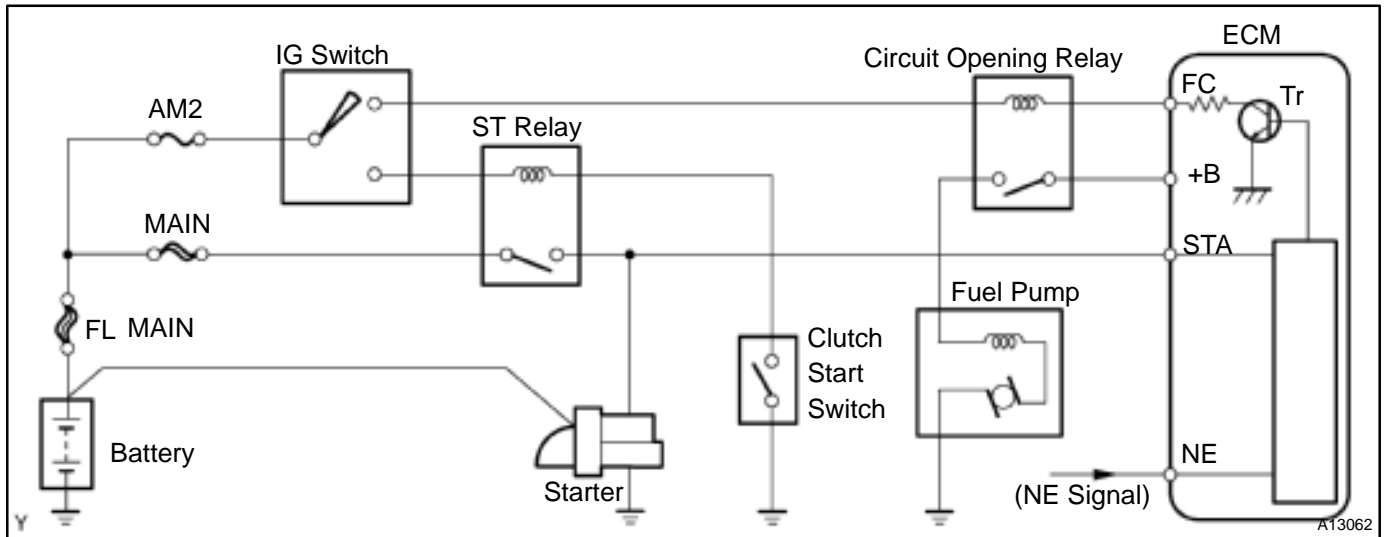 ECM
IG Switch
Circuit Opening Relay
FC
Tr
AM2
ST Relay
+B
MAIN
STA
Fuel Pump
FL MAIN
Clutch
Start
Switch
Battery
NE
Starter
(NE Signal)
Y
A13062